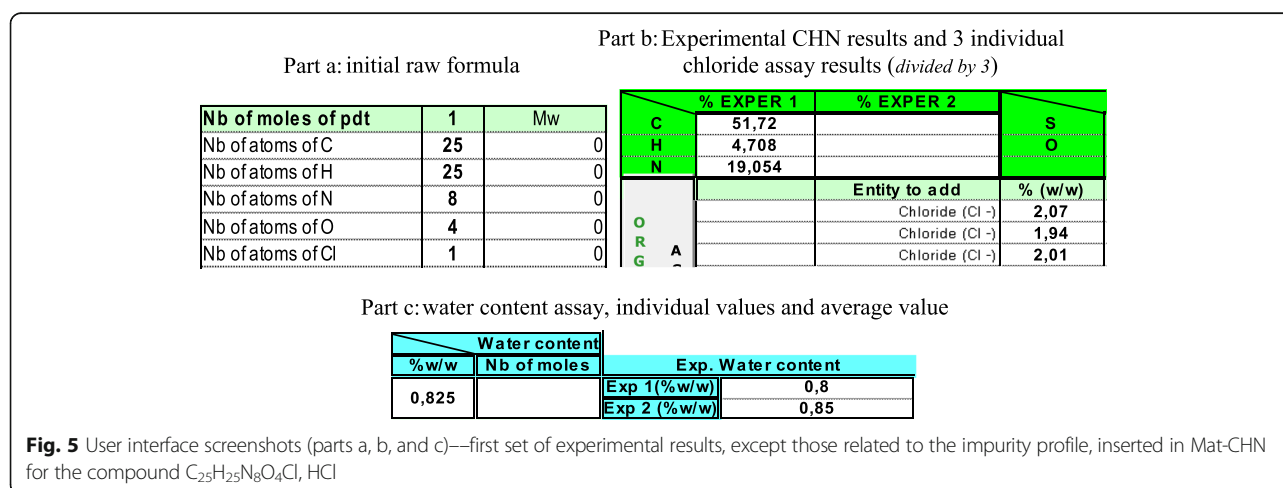 Part a: initial raw formula
Nb of moles of pdt 1 Mw
Nb of atoms of C 25 0
Nb of atoms of H 25 0
Nb of atoms of N 8 0
Nb of atoms of O 4 0
Nb of atoms of Cl 1 0
Part b: Experimental CHN results and 3 individual
chloride assay results (divided by 3)
% EXPER 1 % EXPER 2
C 51,72 S
H 4,708 O
N 19,054
Entity to add % (w/w)
Chloride (Cl -) 2,07
Chloride (Cl -) 1,94
Chloride (Cl -) 2,01
O
R
G
A
Part c: water content assay, individual values and average value
Water content
%w/w Nb of moles Exp. Water content
0,825 Exp 1(%w/w) 0,8
Exp 2 (%w/w) 0,85
Fig. 5 User interface screenshots (parts a, b, and c)––first set of experimental results, except those related to the impurity profile, inserted in Mat-CHN
for the compound C₂₅H₂₅N₈O₄Cl, HCl